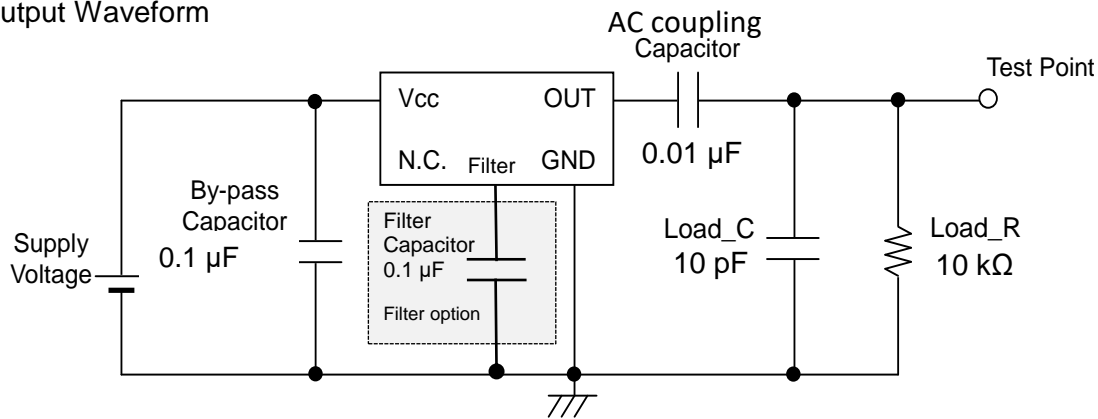 utput Waveform
AC coupling
Capacitor
0.01 µF
Test Point
Vcc
OUT
N.C.
Filter
GND
By-pass
Capacitor
0.1 µF
Supply
Voltage
Filter
Capacitor
0.1 µF
Filter option
Load_C
10 pF
Load_R
10 kΩ